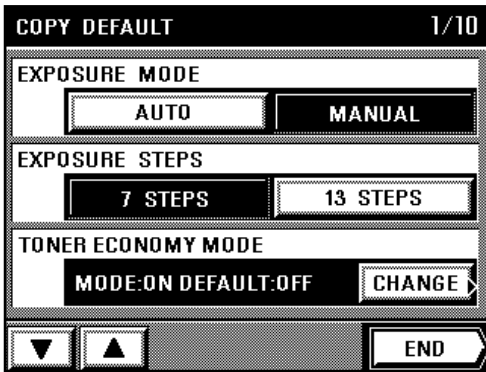 COPY DEFAULT 1/10
EXPOSURE MODE
AUTO MANUAL
EXPOSURE STEPS
7 STEPS 13 STEPS
TONER ECONOMY MODE
MODE:ON DEFAULT:OFF CHANGE
END